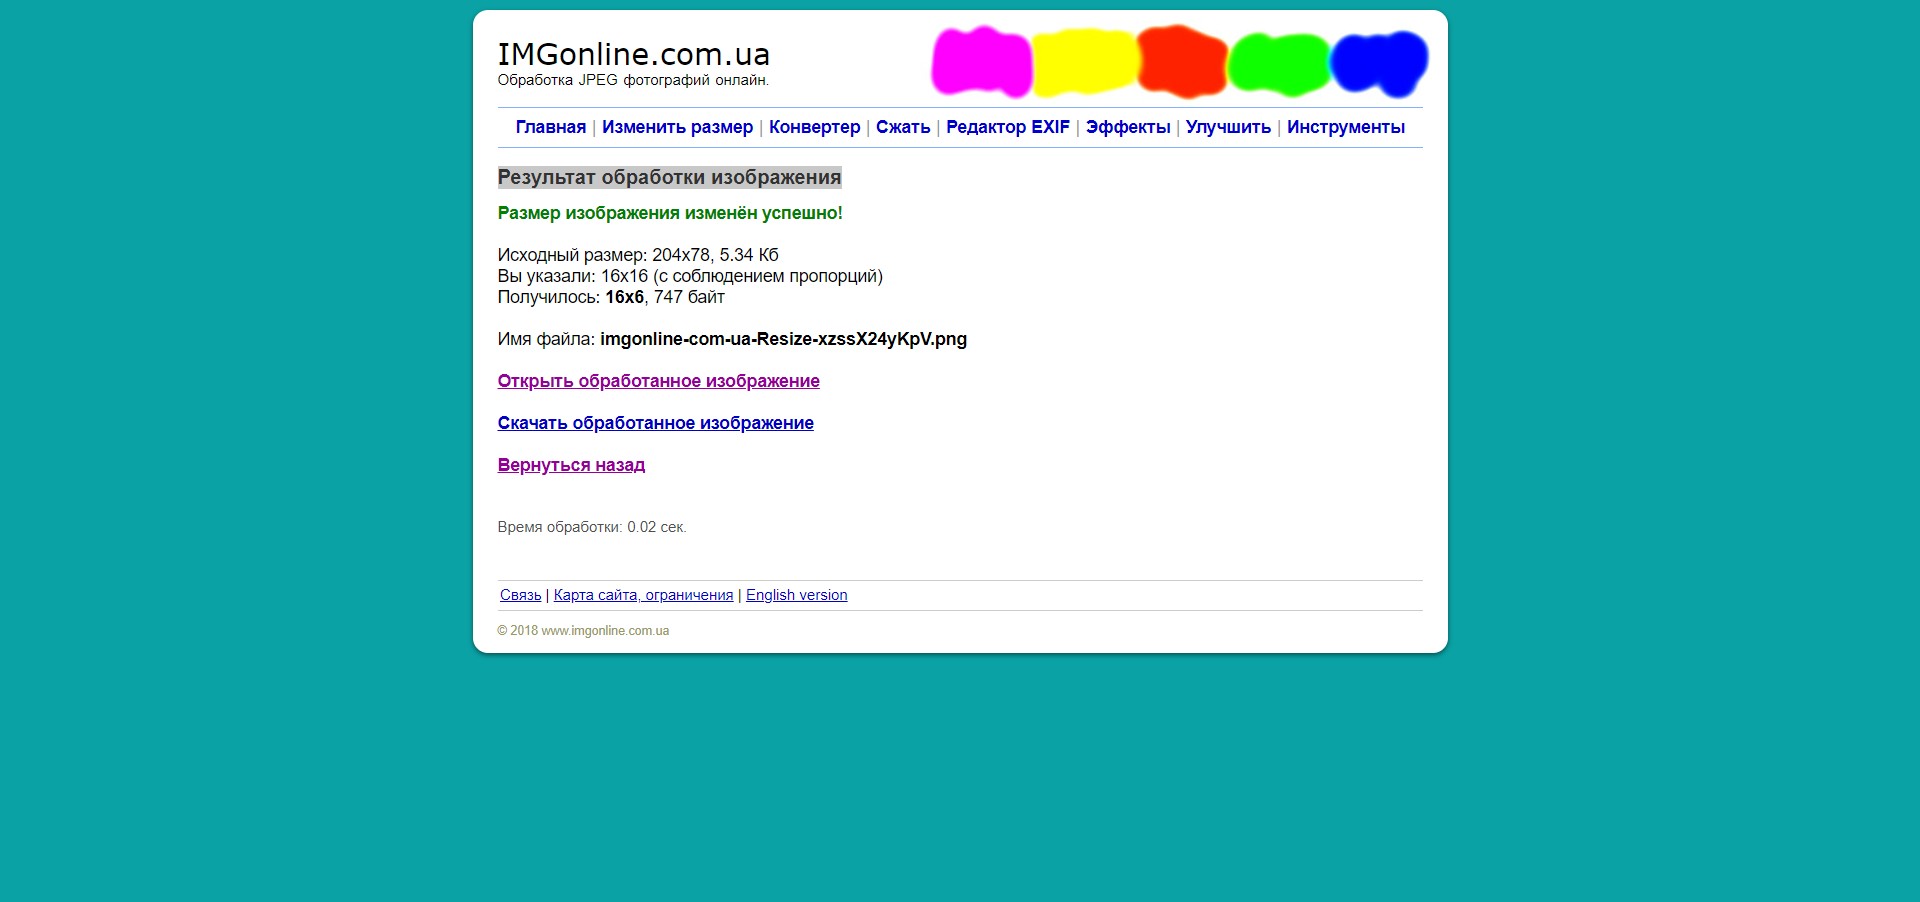 IMGonline.com.ua
Обработка JPEG фотографий онлайн.
Главная | Изменить размер | Конвертер | Сжать | Редактор EXIF | Эффекты | Улучшить | Инструменты
Результат обработки изображения
Размер изображения изменён успешно!
Исходный размер: 204x78, 5.34 Кб
Вы указали: 16x16 (с соблюдением пропорций)
Получилось: 16x6, 747 байт
Имя файла: imgonline-com-ua-Resize-xzssX24yKpV.png
Открыть обработанное изображение
Скачать обработанное изображение
Вернуться назад
Время обработки: 0.02 сек.
Связь | Карта сайта, ограничения | English version
© 2018 www.imgonline.com.ua